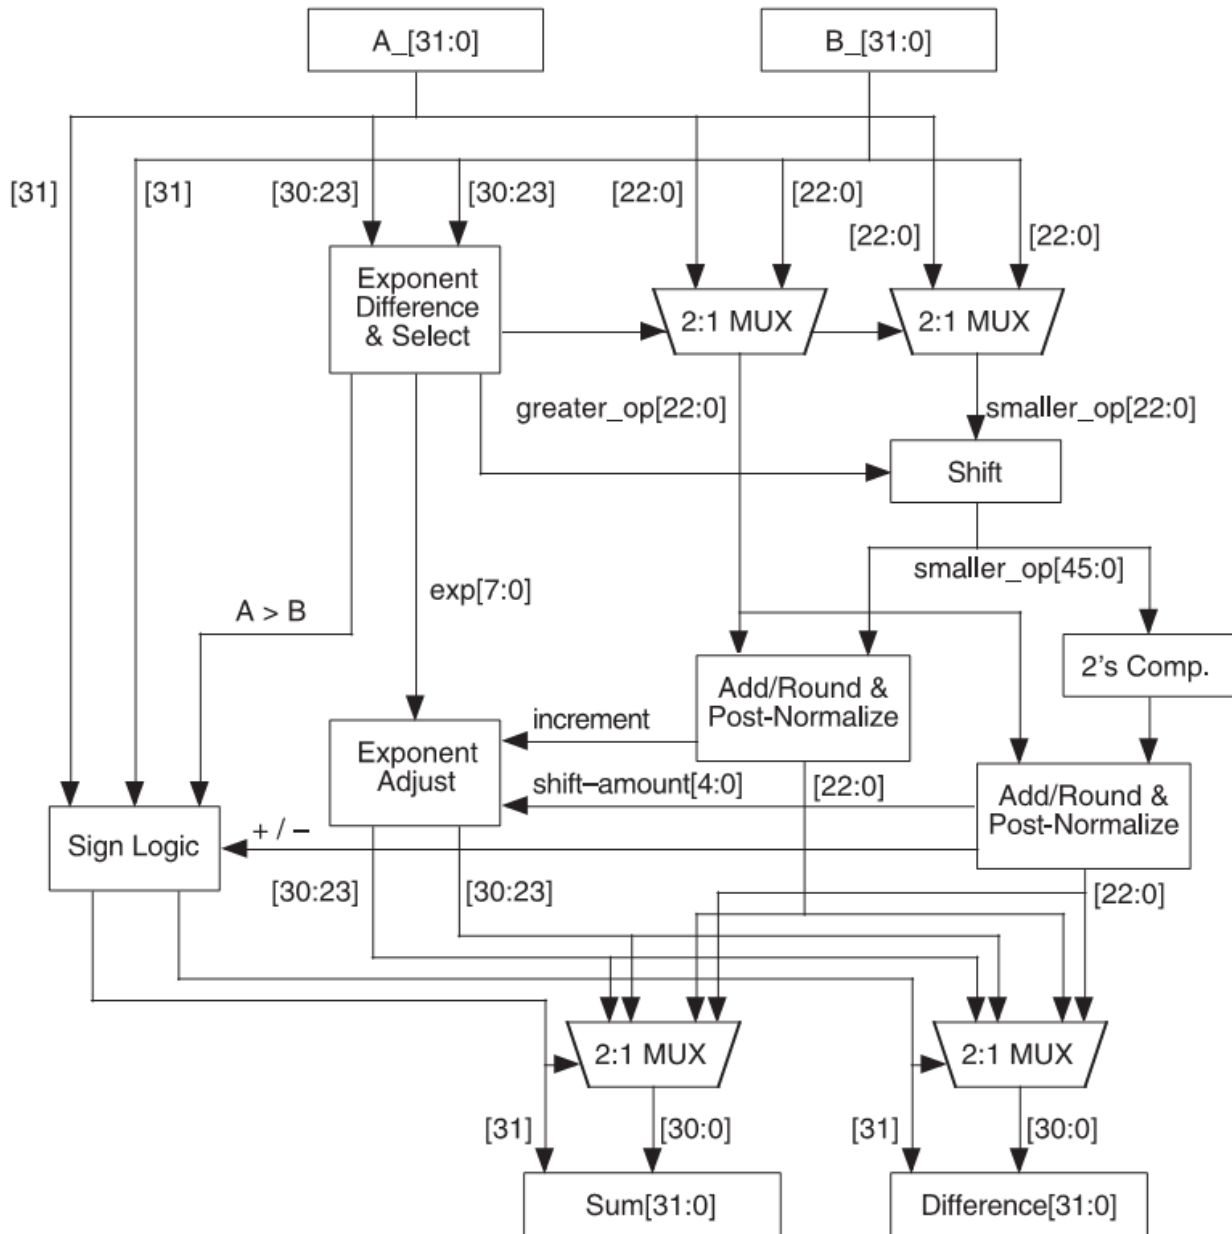 A_[31:0]
B_[31:0]
[31]
[31]
[30:23]
[30:23]
[22:0]
[22:0]
[22:0]
[22:0]
Exponent
Difference
& Select
2:1 MUX
2:1 MUX
greater_op[22:0]
smaller_op[22:0]
Shift
smaller_op[45:0]
exp[7:0]
A > B
2's Comp.
Add/Round &
Post-Normalize
increment
Exponent
Adjust
shift–amount[4:0]
[22:0]
Add/Round &
Post-Normalize
+ / –
Sign Logic
[30:23]
[30:23]
[22:0]
2:1 MUX
2:1 MUX
[31]
[30:0]
[31]
[30:0]
Sum[31:0]
Difference[31:0]